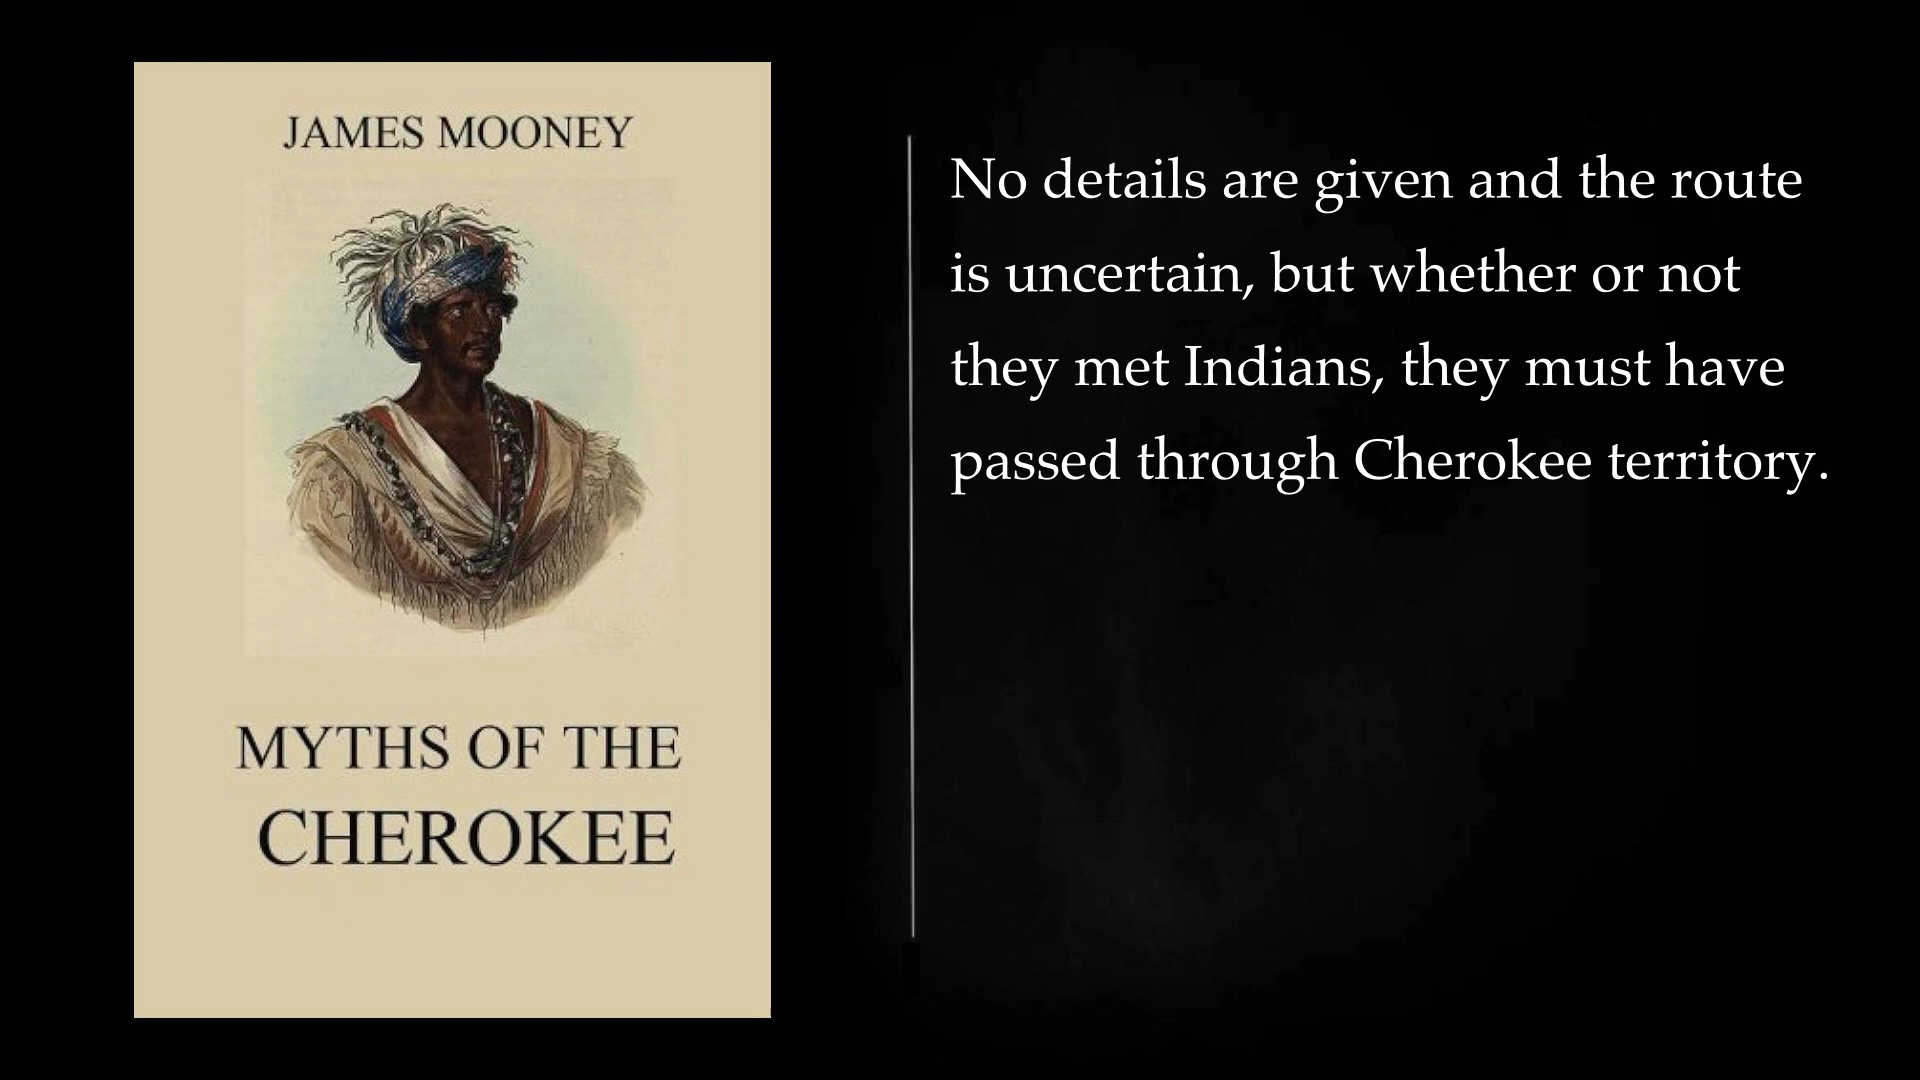 JAMES MOONEY
MYTHS OF THE
CHEROKEE
No details are given and the route
is uncertain, but whether or not
they met Indians, they must have
passed through Cherokee territory.